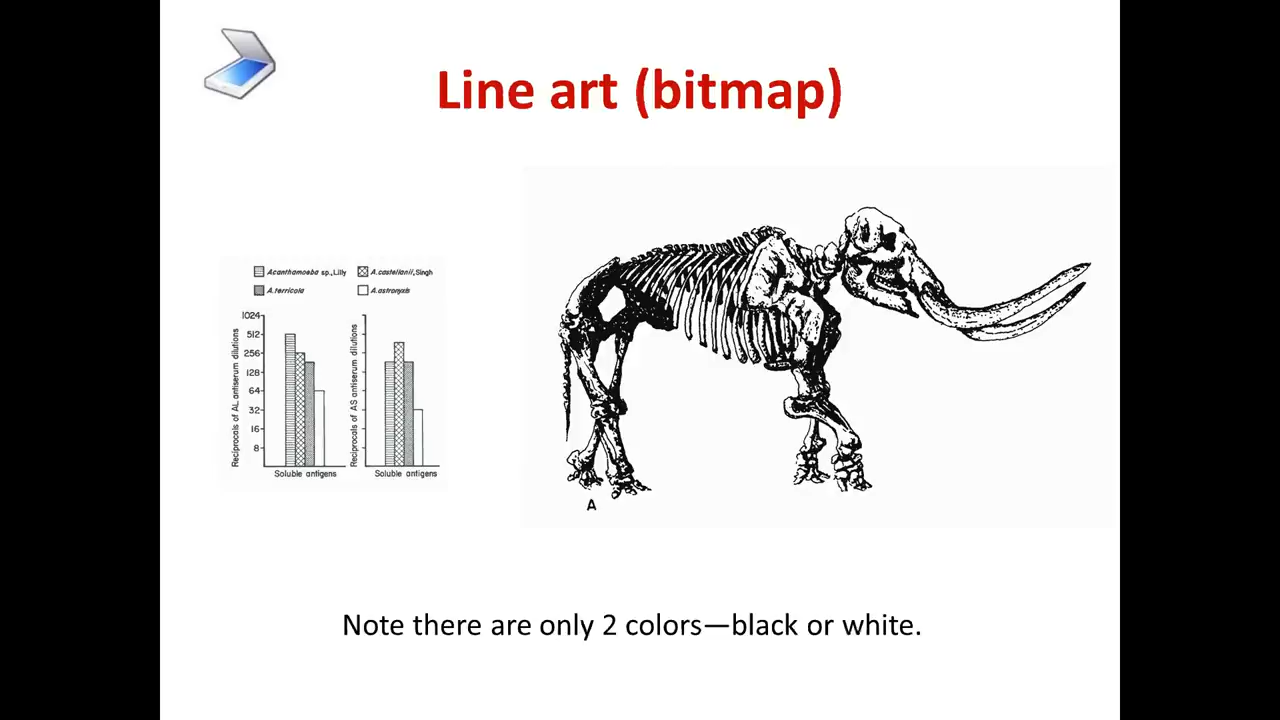 Line art (bitmap)
Acanthamoeba sp., Lilly
A.castellanii, Singh
A.terricola
A.astronyxis
1024
512
256
128
64
32
16
8
Reciprocals of AL antiserum dilutions
Reciprocals of AS antiserum dilutions
Soluble antigens
Soluble antigens
A
Note there are only 2 colors—black or white.